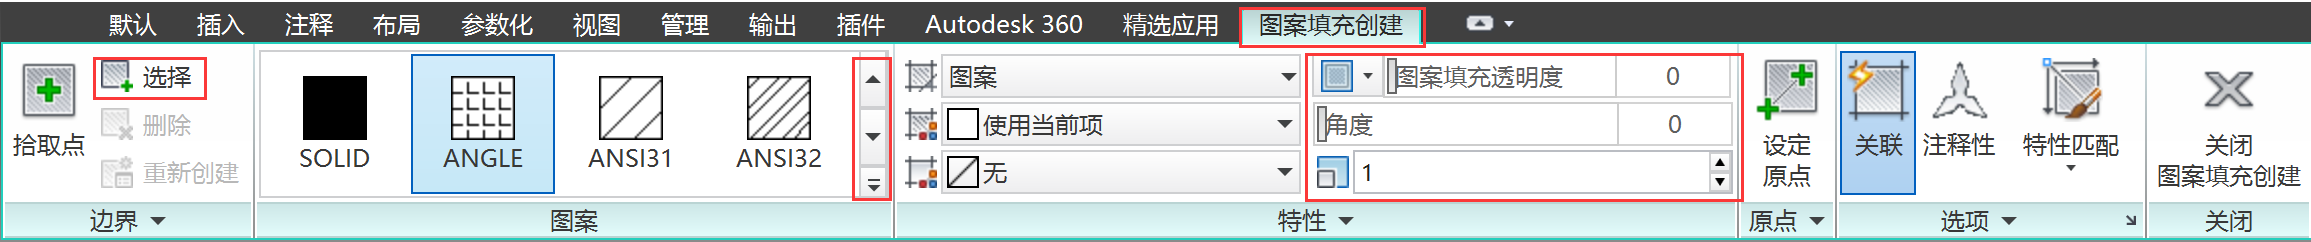 默认 插入 注释 布局 参数化 视图 管理 输出 插件 Autodesk 360 精选应用 图案填充创建
拾取点
选择
删除
重新创建
边界
SOLID ANGLE ANSI31 ANSI32
图案
图案
使用当前项
无
图案填充透明度 0
角度 0
1
特性
设定
原点
原点
关联 注释性 特性匹配
选项
关闭
图案填充创建
关闭